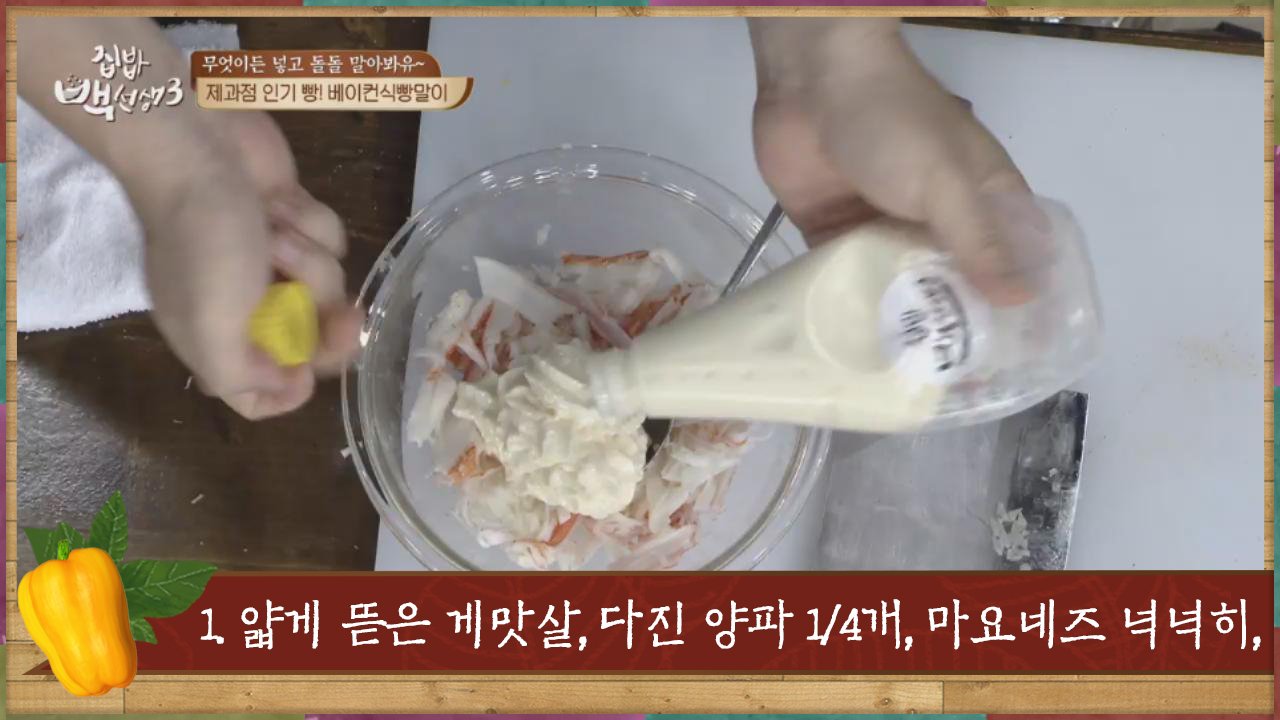 집밥
백선생3
무엇이든 넣고 돌돌 말아봐유~
제과점 인기 빵! 베이컨식빵말이
1. 얇게 뜯은 게맛살, 다진 양파 1/4개, 마요네즈 넉넉히,